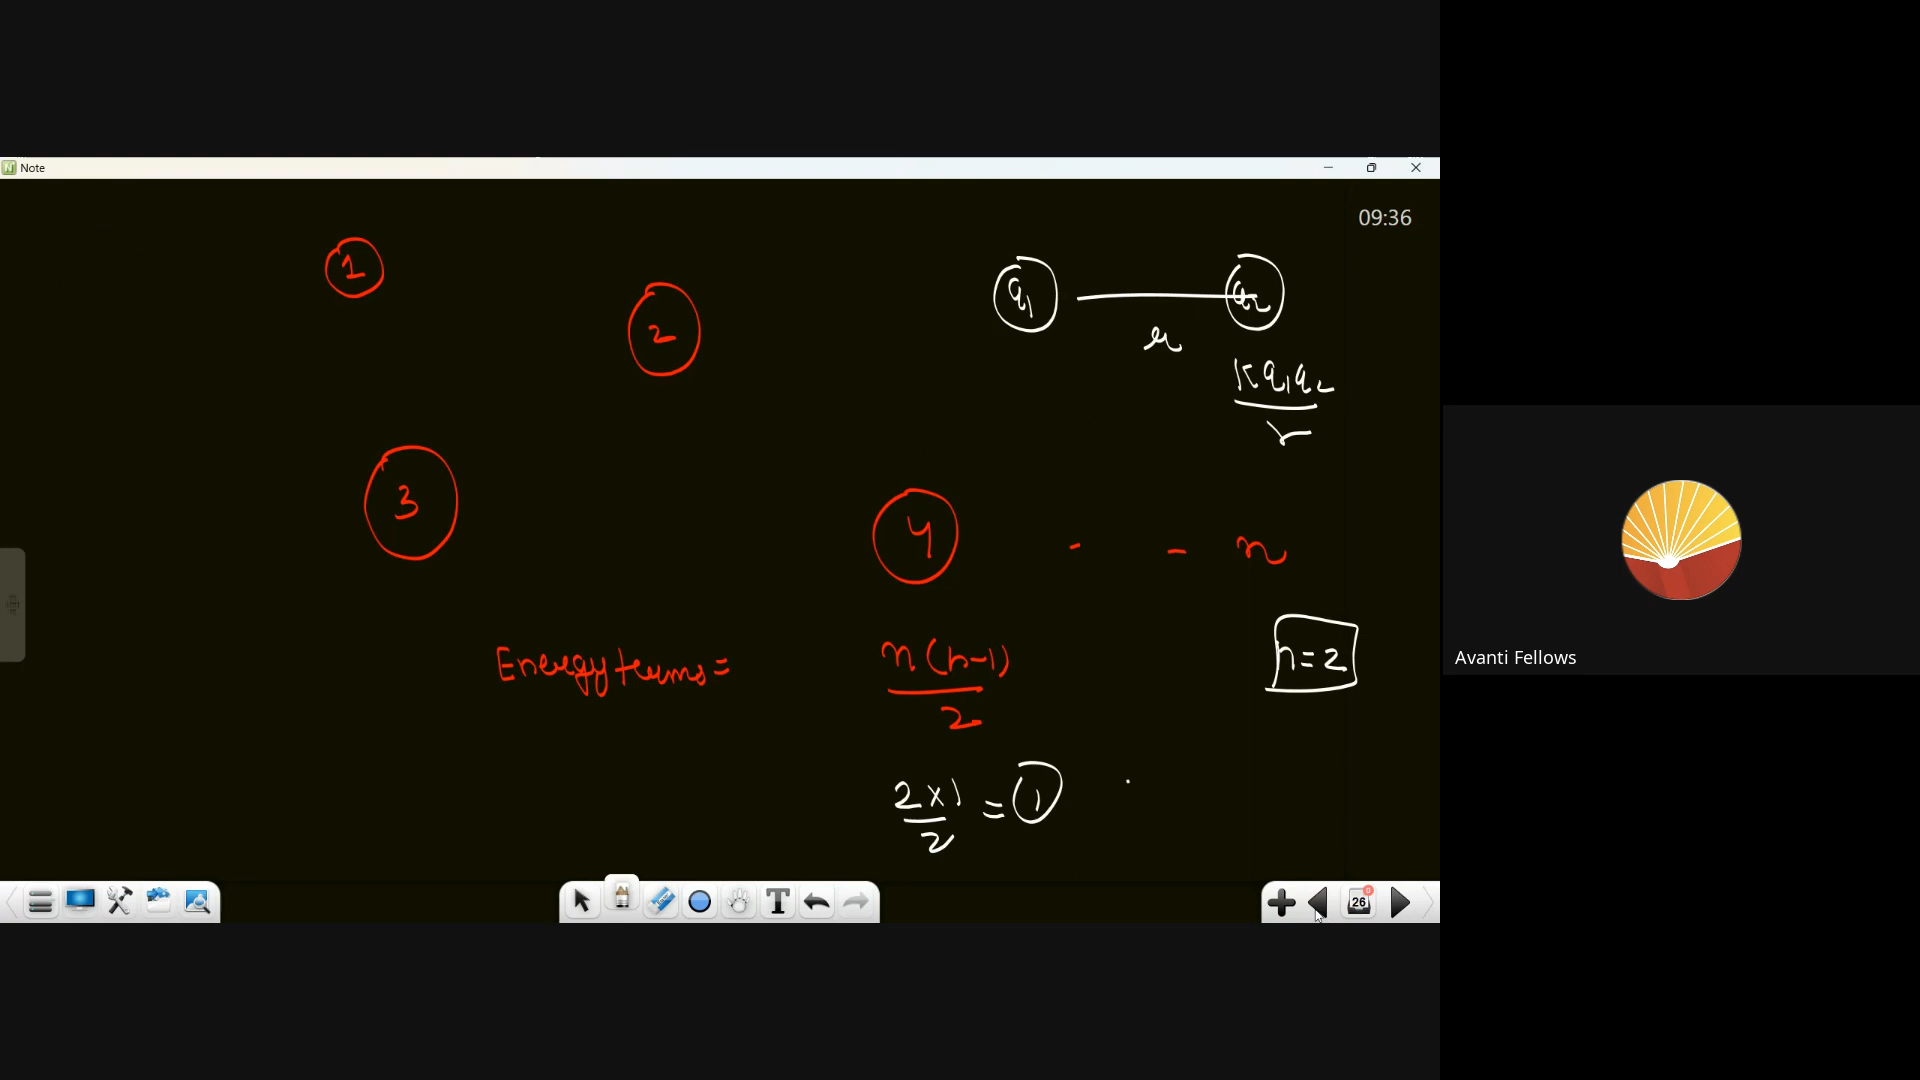 Note
09:36
1
2
q1 q2
r
kq1q2
r
3
4 - - n
Energy terms = n(n-1)
2
n=2
2×1 = 1
2
26
0
T
Avanti Fellows